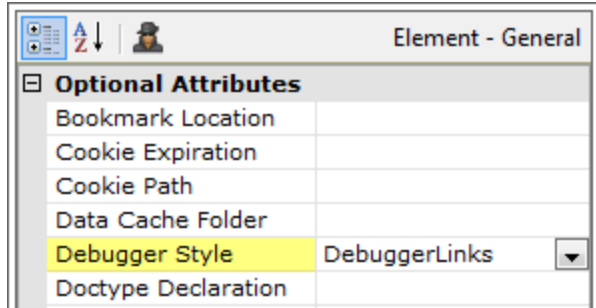 A Z Element - General
Optional Attributes
Bookmark Location
Cookie Expiration
Cookie Path
Data Cache Folder
Debugger Style DebuggerLinks
Doctype Declaration